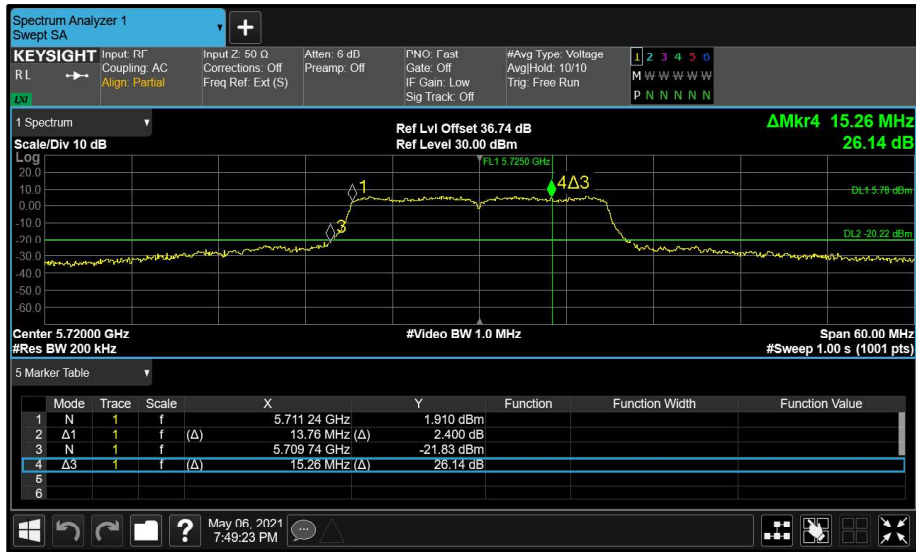 Spectrum Analyzer 1
Swept SA
+
KEYSIGHT
RL
LXI
Input: RF
Coupling: AC
Align: Partial
Input Z: 50 Ω
Corrections: Off
Freq Ref: Ext (S)
Atten: 6 dB
Preamp: Off
PNO: Fast
Gate: Off
IF Gain: Low
Sig Track: Off
#Avg Type: Voltage
Avg|Hold: 10/10
Trig: Free Run
1 2 3 4 5 6
M W W W W W
P N N N N N
1 Spectrum
Scale/Div 10 dB
Ref Lvl Offset 36.74 dB
Ref Level 30.00 dBm
ΔMkr4 15.26 MHz
26.14 dB
Log
20.0
10.0
0.00
-10.0
-20.0
-30.0
-40.0
-50.0
-60.0
FL1 5.7250 GHz
1
4Δ3
3
DL1 5.78 dBm
DL2 -20.22 dBm
Center 5.72000 GHz
#Video BW 1.0 MHz
Span 60.00 MHz
#Res BW 200 kHz
#Sweep 1.00 s (1001 pts)
5 Marker Table
Mode Trace Scale X Y Function Function Width Function Value
1 N 1 f 5.711 24 GHz 1.910 dBm
2 Δ1 1 f (Δ) 13.76 MHz (Δ) 2.400 dB
3 N 1 f 5.709 74 GHz -21.83 dBm
4 Δ3 1 f (Δ) 15.26 MHz (Δ) 26.14 dB
5
6
?
May 06, 2021
7:49:23 PM